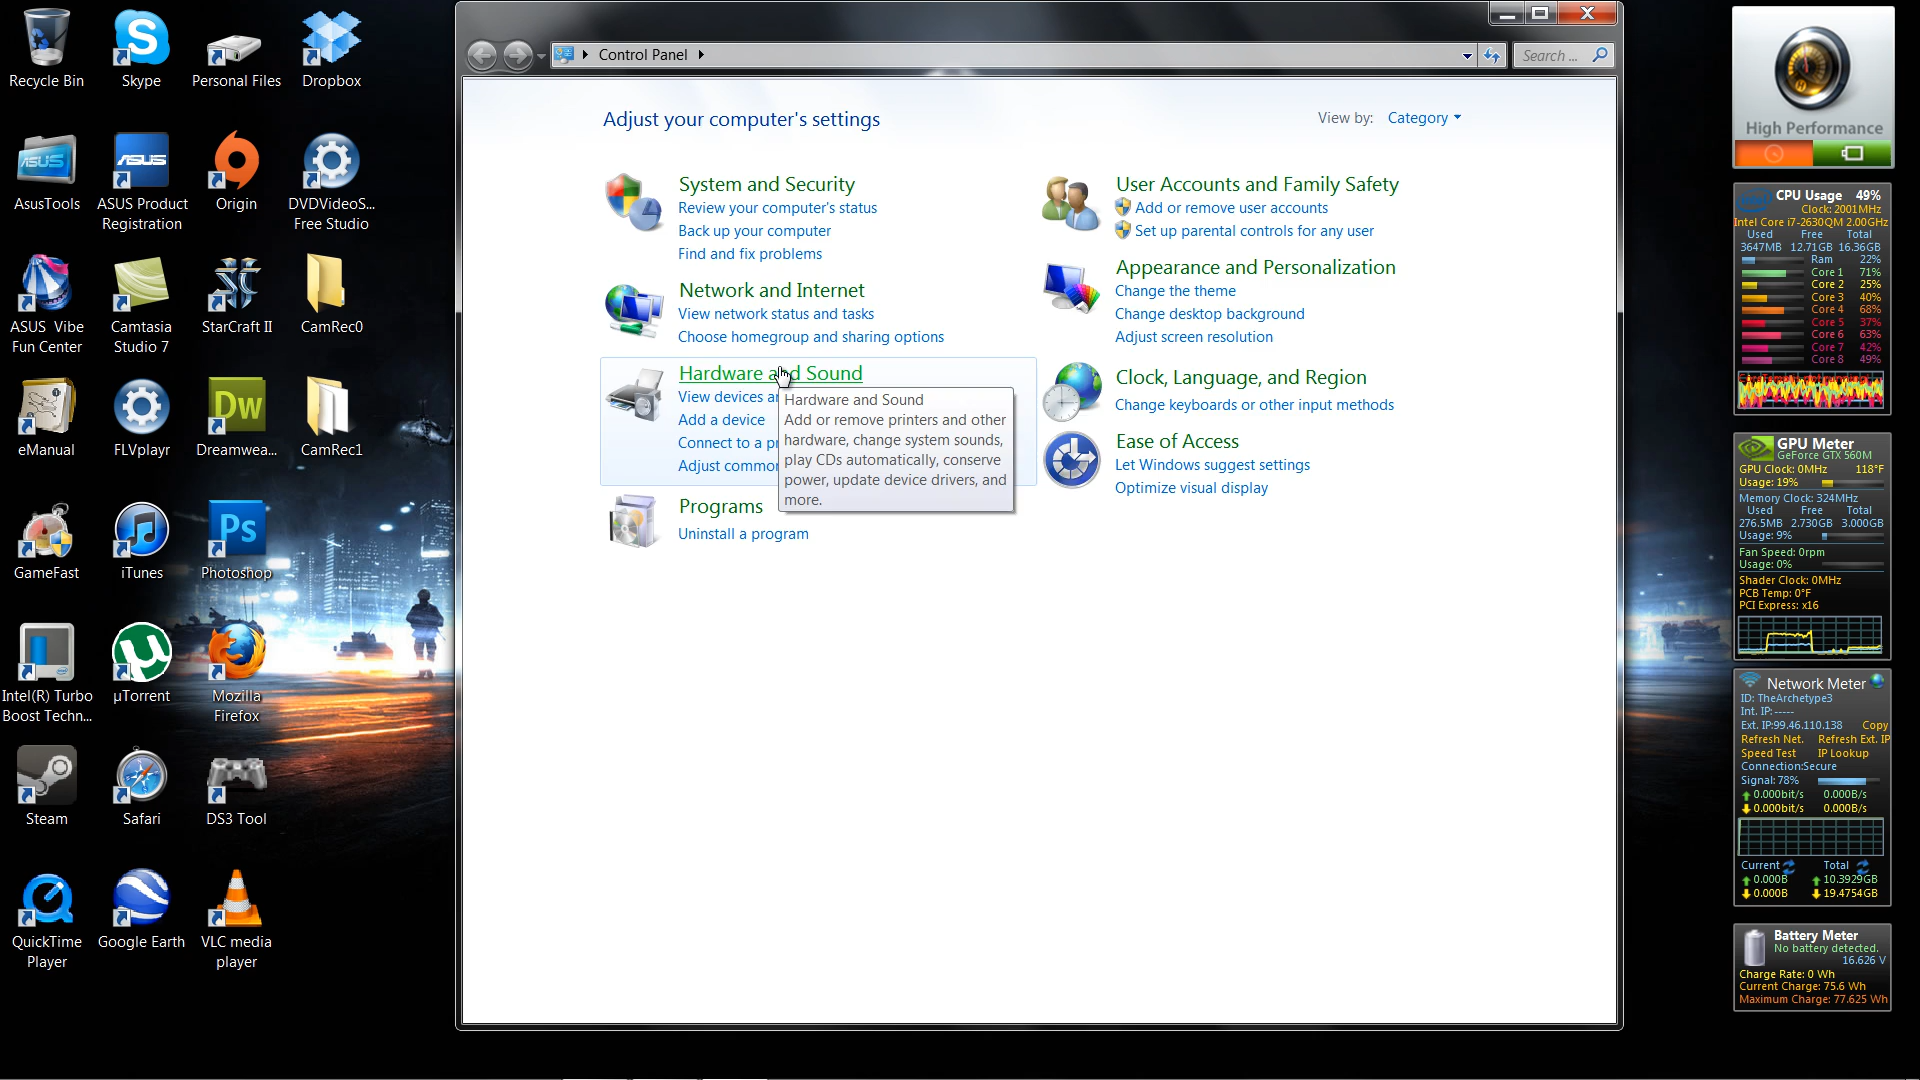 Recycle Bin
Skype
Personal Files
Dropbox
AsusTools
ASUS Product
Registration
Origin
DVDVideoS...
Free Studio
ASUS Vibe
Fun Center
Camtasia
Studio 7
StarCraft II
CamRec0
eManual
FLVplayr
Dw
Dreamwea...
CamRec1
GameFast
iTunes
Ps
Photoshop
Intel(R) Turbo
Boost Techn...
µTorrent
Mozilla
Firefox
Steam
Safari
DS3 Tool
QuickTime
Player
Google Earth
VLC media
player
Control Panel
Search ...
Adjust your computer's settings
View by: Category
System and Security
Review your computer's status
Back up your computer
Find and fix problems
Network and Internet
View network status and tasks
Choose homegroup and sharing options
Hardware and Sound
View devices
Add a device
Connect to a
Adjust
Hardware and Sound
Add or remove printers and other
hardware, change system sounds,
play CDs automatically, conserve
power, update device drivers, and
more.
Programs
Uninstall a program
User Accounts and Family Safety
Add or remove user accounts
Set up parental controls for any user
Appearance and Personalization
Change the theme
Change desktop background
Adjust screen resolution
Clock, Language, and Region
Change keyboards or other input methods
Ease of Access
Let Windows suggest settings
Optimize visual display
High Performance
CPU Usage 49%
Clock: 2001MHz
Intel Core i7-2630QM 2.00GHz
Used Free Total
3647MB 12.71GB 16.36GB
Ram 22%
Core 1 71%
Core 2 25%
Core 3 40%
Core 4 68%
Core 5 37%
Core 6 63%
Core 7 42%
Core 8 49%
GPU Meter
GeForce GTX 560M
GPU Clock: 0MHz 118°F
Usage: 19%
Memory Clock: 324MHz
Used Free Total
276.5MB 2.730GB 3.000GB
Usage: 9%
Fan Speed: 0rpm
Usage: 0%
Shader Clock: 0MHz
PCB Temp: 0°F
PCI Express: x16
Network Meter
ID: TheArchetype3
Int. IP: -----
Ext. IP:99.46.110.138 Copy
Refresh Net. Refresh Ext. IP
Speed Test IP Lookup
Connection:Secure
Signal: 78%
0.000bit/s 0.000B/s
0.000bit/s 0.000B/s
Current Total
0.000B 10.3929GB
0.000B 19.4754GB
Battery Meter
No battery detected.
16.626 V
Charge Rate: 0 Wh
Current Charge: 75.6 Wh
Maximum Charge: 77.625 Wh